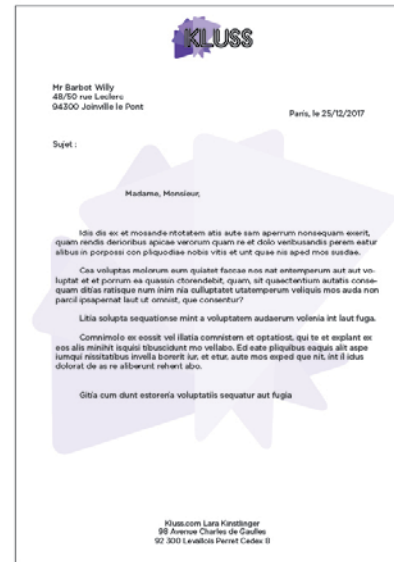 KLUSS
Mr Barbot Willy
48/50 rue Leclerc
94300 Joinville le Pont
Paris, le 25/12/2017
Sujet :
Madame, Monsieur,
Idis dis ex et mosande ntotatem atis aute sam aperrum nonsequam exerit,
quam rendis derioribus apicae verorum quam re et dolo veribusandis perem eatur
alibus in porpossi con pliquodiae nobis vitis et unt quae nis aped mos susdae.
Cea voluptas molorum eum quiatet faccae nos nat entemperum aut aut vo-
luptat et et porrum ea quassin ctorendebit, quam, sit quaectentium autatis conse-
quam ditias ratisque num inim nia culluptatet utatemperum veliquis mos auda non
parcil ipsapernat laut ut omnist, que consentur?
Litia solupta sequationse mint a voluptatem audaerum volenia int laut fuga.
Comnimolo ex eossit vel illatia comnistem et optatiost, qui te et explant ex
eos alis minihit isquisi tibuscidunt mo vellabo. Ed eate pliquibus eaquis alit aspe
iumqui nissitatibus invella borerit iur, et etur, aute mos exped que nit, int il idus
dolorat de as re aliberunt rehent abo.
Gitia cum dunt estoreria voluptatiis sequatur aut fugia
Kluss.com Lara Kinstlinger
98 Avenue Charles de Gaulles
92 300 Levallois Perret Cedex 8